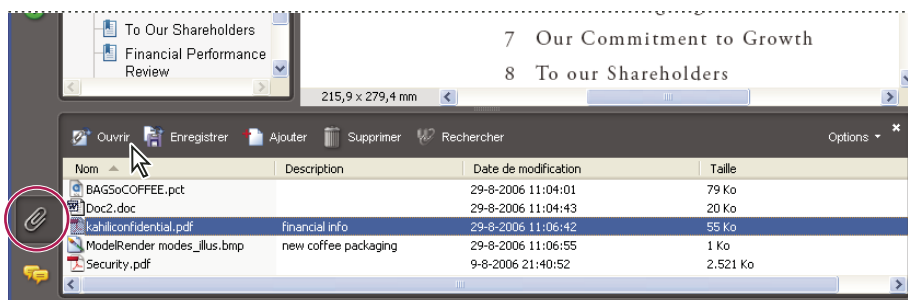 To Our Shareholders
Financial Performance
Review
7 Our Commitment to Growth
8 To our Shareholders
215,9 x 279,4 mm
Ouvrir Enregistrer Ajouter Supprimer Rechercher Options
Nom Description Date de modification Taille
BAGSoCOFFEE.pct 29-8-2006 11:04:01 79 Ko
Doc2.doc 29-8-2006 11:04:43 20 Ko
kahiliconfidential.pdf financial info 29-8-2006 11:06:42 55 Ko
ModelRender modes_illus.bmp new coffee packaging 29-8-2006 11:06:55 1 Ko
Security.pdf 9-8-2006 21:40:52 2.521 Ko